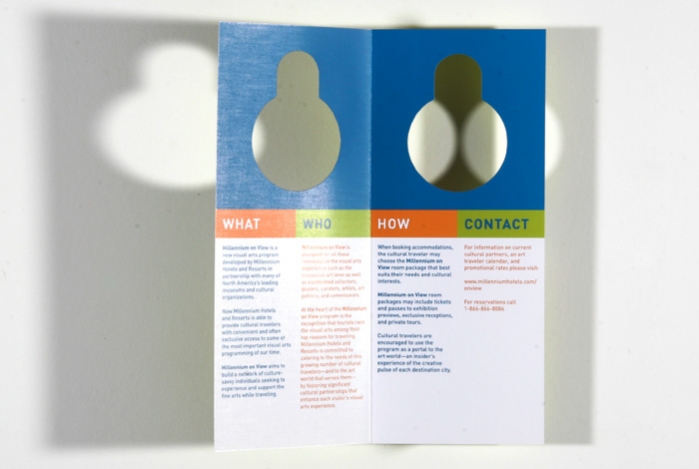 WHAT
Millennium on View is a
new visual arts program
developed by Millennium
Hotels and Resorts in
partnership with many of
North America's leading
museums and cultural
organizations.
Now Millennium Hotels
and Resorts is able to
provide cultural travelers
with convenient and often
exclusive access to some of
the most important visual arts
programming of our time.
Millennium on View aims to
build a network of culture-
savvy individuals seeking to
experience and support the
fine arts while traveling.
WHO
Millennium on View is
At the heart of the Millennium
on View program is the
recognition that tourists rank
the visual arts among their
top reasons for traveling.
Millennium Hotels and
Resorts is committed to
catering to the needs of this
growing number of cultural
travelers—and to the art
world that serves them—
by fostering significant
cultural partnerships that
enhance each visitor's visual
arts experience.
HOW
When booking accommodations,
the cultural traveler may
choose the Millennium on
View room package that best
suits their needs and cultural
interests.
Millennium on View room
packages may include tickets
and passes to exhibition
previews, exclusive receptions,
and private tours.
Cultural travelers are
encouraged to use the
program as a portal to the
art world—an insider's
experience of the creative
pulse of each destination city.
CONTACT
For information on current
cultural partners, an art
traveler calendar, and
promotional rates please visit:
www.millenniumhotels.com/
onview
For reservations call
1-866-866-8086